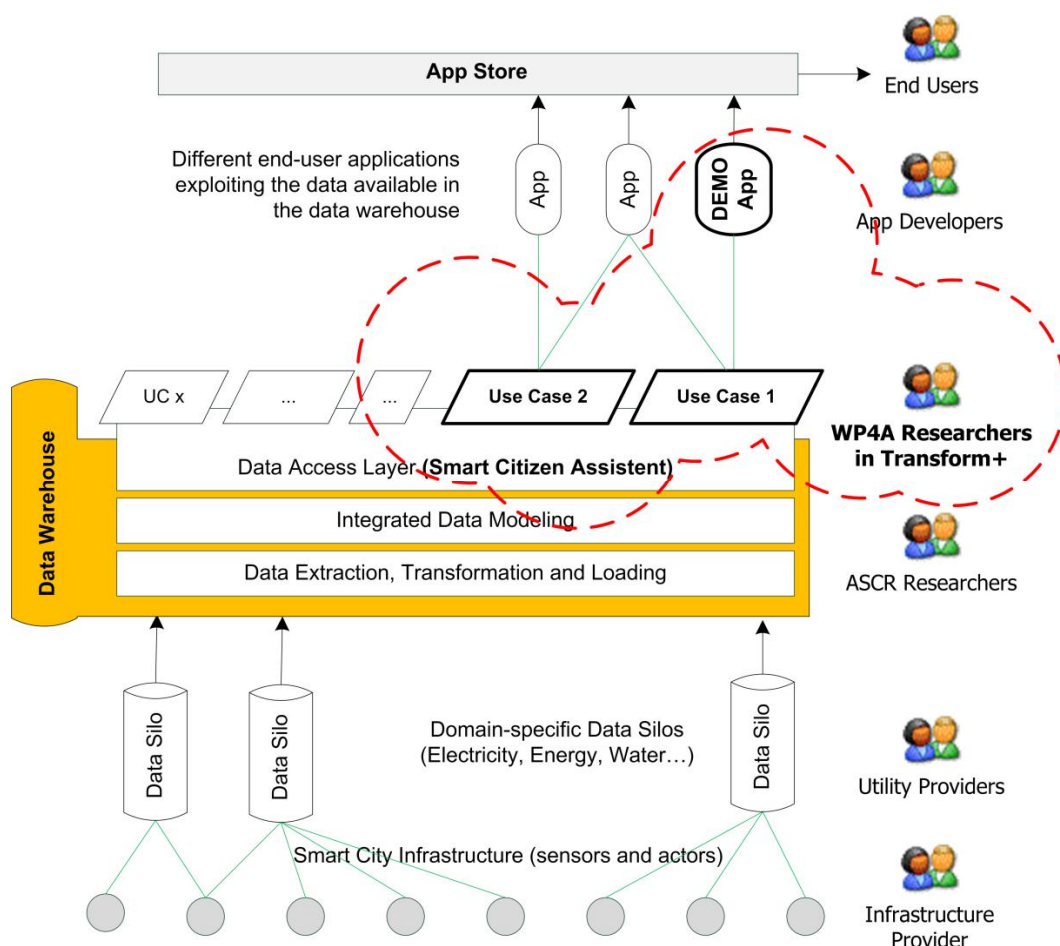 App Store
End Users
Different end-user applications
exploiting the data available in
the data warehouse
App
App
DEMO
App
App Developers
UC x
...
...
Use Case 2
Use Case 1
WP4A Researchers
in Transform+
Data Warehouse
Data Access Layer (Smart Citizen Assistent)
Integrated Data Modeling
Data Extraction, Transformation and Loading
ASCR Researchers
Data Silo
Data Silo
Domain-specific Data Silos
(Electricity, Energy, Water…)
Data Silo
Utility Providers
Smart City Infrastructure (sensors and actors)
Infrastructure
Provider